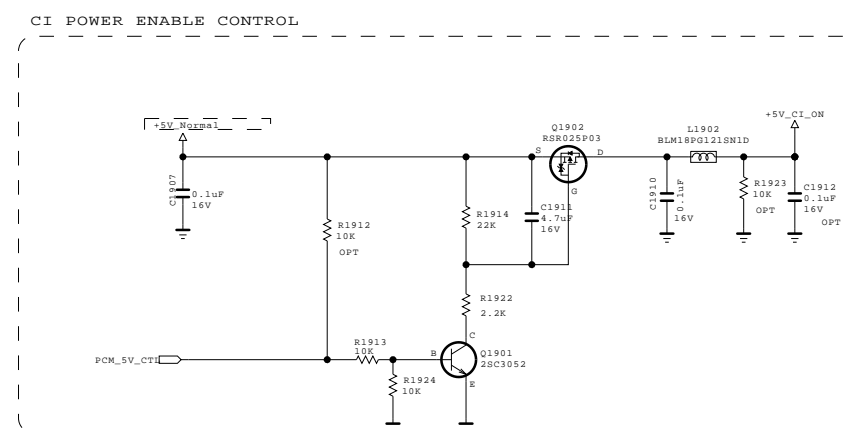 CI POWER ENABLE CONTROL
+5V_Normal
C1907
0.1uF
16V
R1912
10K
OPT
R1914
22K
C1911
4.7uF
16V
Q1902
RSR025P03
S
D
G
C1910
0.1uF
16V
L1902
BLM18PG121SN1D
+5V_CI_ON
R1923
10K
OPT
C1912
0.1uF
16V
OPT
R1922
2.2K
PCM_5V_CTL
R1913
10K
R1924
10K
B
C
E
Q1901
2SC3052